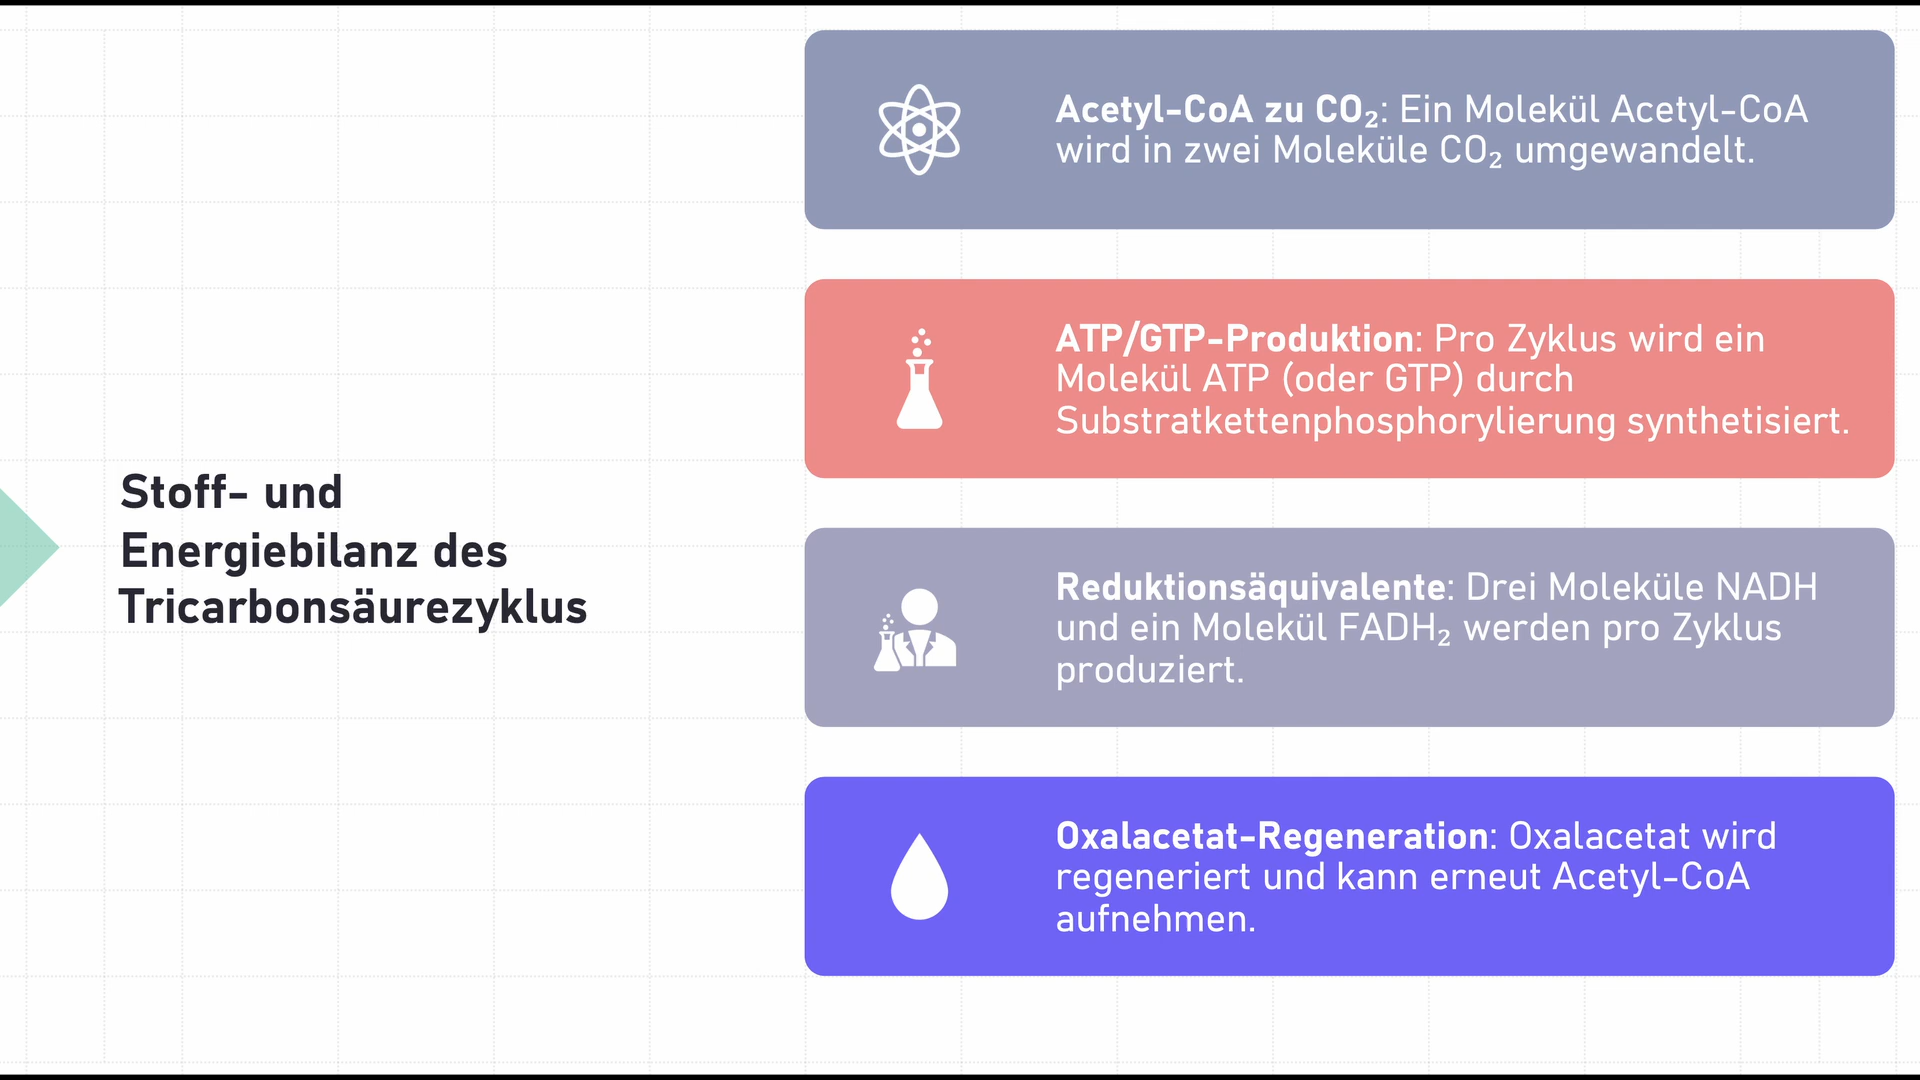 Stoff- und
Energiebilanz des
Tricarbonsäurezyklus
Acetyl-CoA zu CO₂: Ein Molekül Acetyl-CoA
wird in zwei Moleküle CO₂ umgewandelt.
ATP/GTP-Produktion: Pro Zyklus wird ein
Molekül ATP (oder GTP) durch
Substratkettenphosphorylierung synthetisiert.
Reduktionsäquivalente: Drei Moleküle NADH
und ein Molekül FADH₂ werden pro Zyklus
produziert.
Oxalacetat-Regeneration: Oxalacetat wird
regeneriert und kann erneut Acetyl-CoA
aufnehmen.